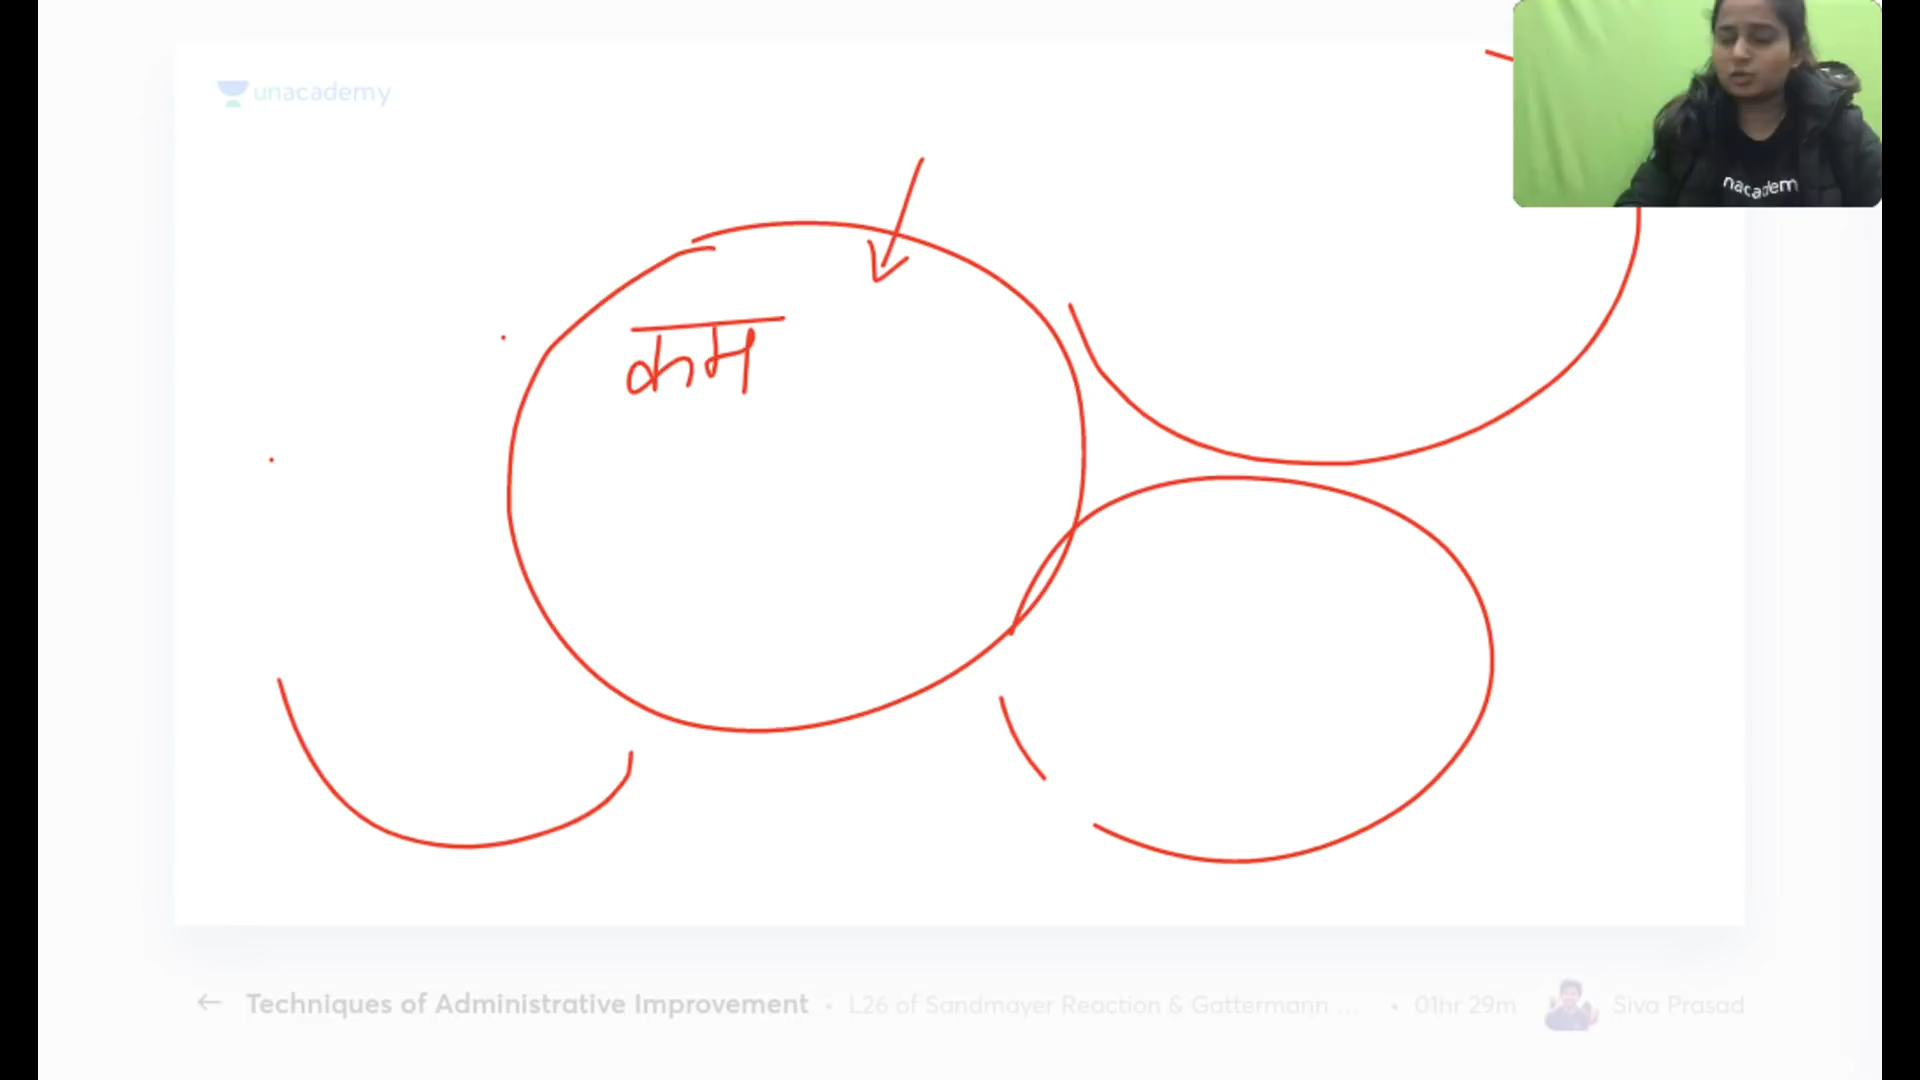 unacademy
nacadem
कम
Techniques of Administrative Improvement • L26 of Sandmayer Reaction & Gattermann ... • 01hr 29m Siva Prasad